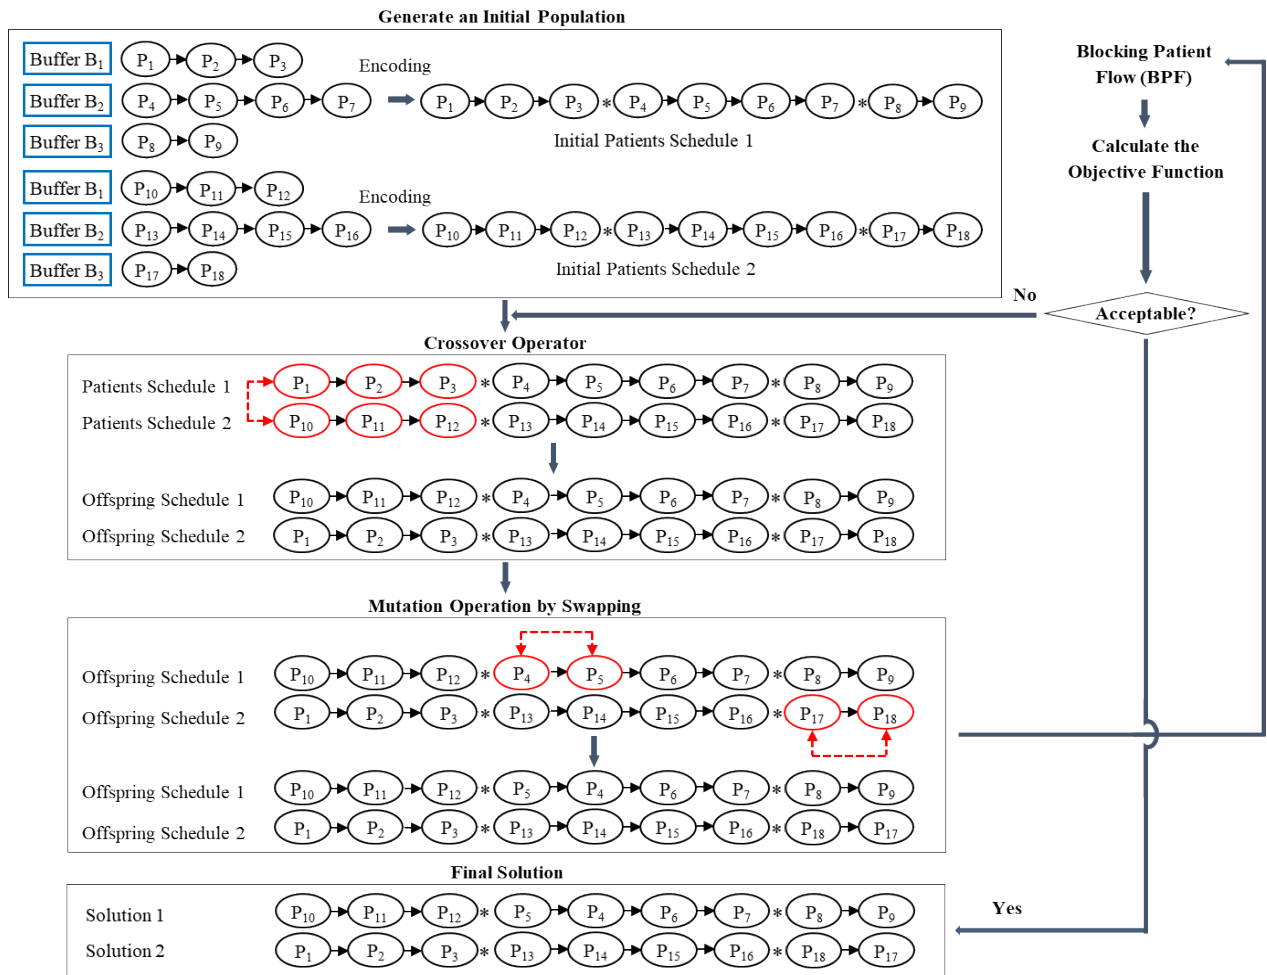 Generate an Initial Population
Buffer B₁ P₁ P₂ P₃
Encoding
Buffer B₂ P₄ P₅ P₆ P₇ P₁ P₂ P₃ * P₄ P₅ P₆ P₇ * P₈ P₉
Buffer B₃ P₈ P₉
Initial Patients Schedule 1
Buffer B₁ P₁₀ P₁₁ P₁₂
Encoding
Buffer B₂ P₁₃ P₁₄ P₁₅ P₁₆ P₁₀ P₁₁ P₁₂ * P₁₃ P₁₄ P₁₅ P₁₆ * P₁₇ P₁₈
Buffer B₃ P₁₇ P₁₈
Initial Patients Schedule 2
Blocking Patient
Flow (BPF)
Calculate the
Objective Function
Acceptable?
No
Crossover Operator
Patients Schedule 1 P₁ P₂ P₃ * P₄ P₅ P₆ P₇ * P₈ P₉
Patients Schedule 2 P₁₀ P₁₁ P₁₂ * P₁₃ P₁₄ P₁₅ P₁₆ * P₁₇ P₁₈
Offspring Schedule 1 P₁₀ P₁₁ P₁₂ * P₄ P₅ P₆ P₇ * P₈ P₉
Offspring Schedule 2 P₁ P₂ P₃ * P₁₃ P₁₄ P₁₅ P₁₆ * P₁₇ P₁₈
Mutation Operation by Swapping
Offspring Schedule 1 P₁₀ P₁₁ P₁₂ * P₄ P₅ P₆ P₇ * P₈ P₉
Offspring Schedule 2 P₁ P₂ P₃ * P₁₃ P₁₄ P₁₅ P₁₆ * P₁₇ P₁₈
Offspring Schedule 1 P₁₀ P₁₁ P₁₂ * P₅ P₄ P₆ P₇ * P₈ P₉
Offspring Schedule 2 P₁ P₂ P₃ * P₁₃ P₁₄ P₁₅ P₁₆ * P₁₈ P₁₇
Final Solution
Solution 1 P₁₀ P₁₁ P₁₂ * P₅ P₄ P₆ P₇ * P₈ P₉
Solution 2 P₁ P₂ P₃ * P₁₃ P₁₄ P₁₅ P₁₆ * P₁₈ P₁₇
Yes